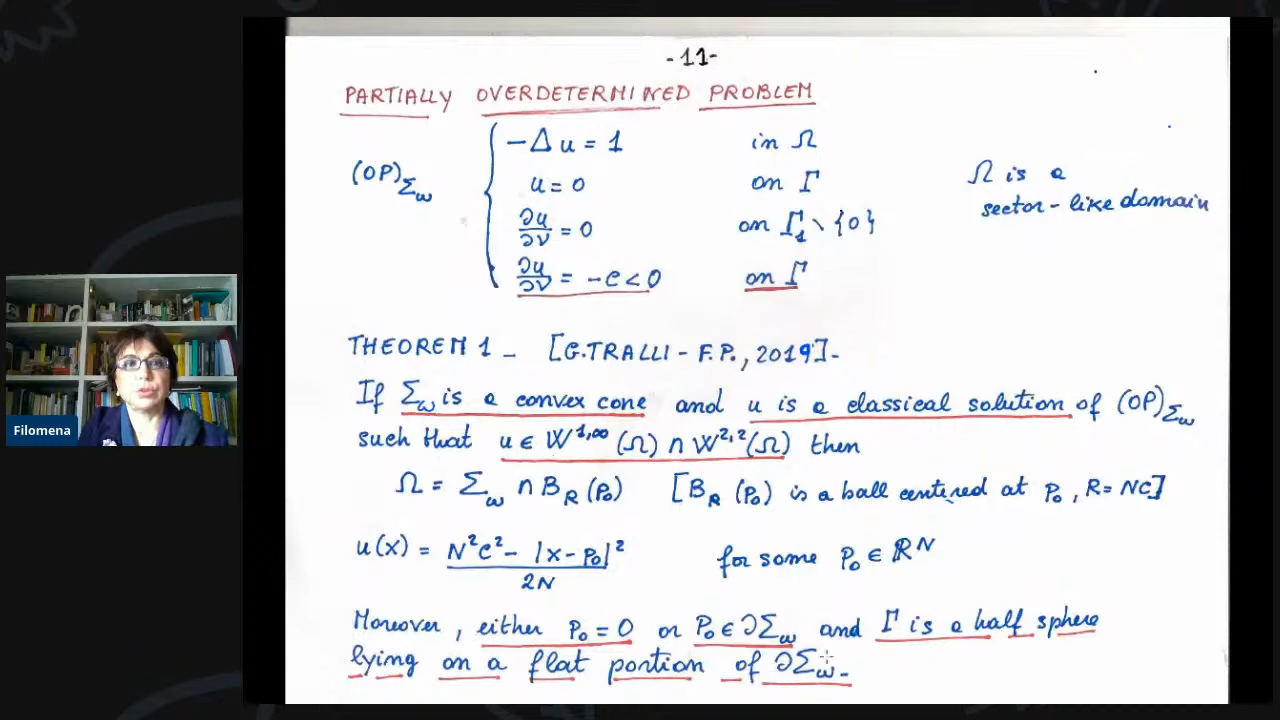 -11-
PARTIALLY OVERDETERMINED PROBLEM
(OP)Σω { -Δu = 1 in Ω
u = 0 on Γ
∂u/∂ν = 0 on Γ₁ \ {0}
∂u/∂ν = -c < 0 on Γ
Ω is a
sector-like domain
THEOREM 1 - [G.TRALLI - F.P., 2019]-
If Σω is a convex cone and u is a classical solution of (OP)Σω
such that u ∈ W^{1,∞}(Ω) ∩ W^{2,2}(Ω) then
Ω = Σω ∩ B_R(P₀) [B_R(P₀) is a ball centered at P₀, R = NC]
u(x) = (N²c² - |x - P₀|²)/2N for some P₀ ∈ ℝ^N
Moreover, either P₀ = 0 or P₀ ∈ ∂Σω and Γ is a half sphere
lying on a flat portion of ∂Σω-
Filomena